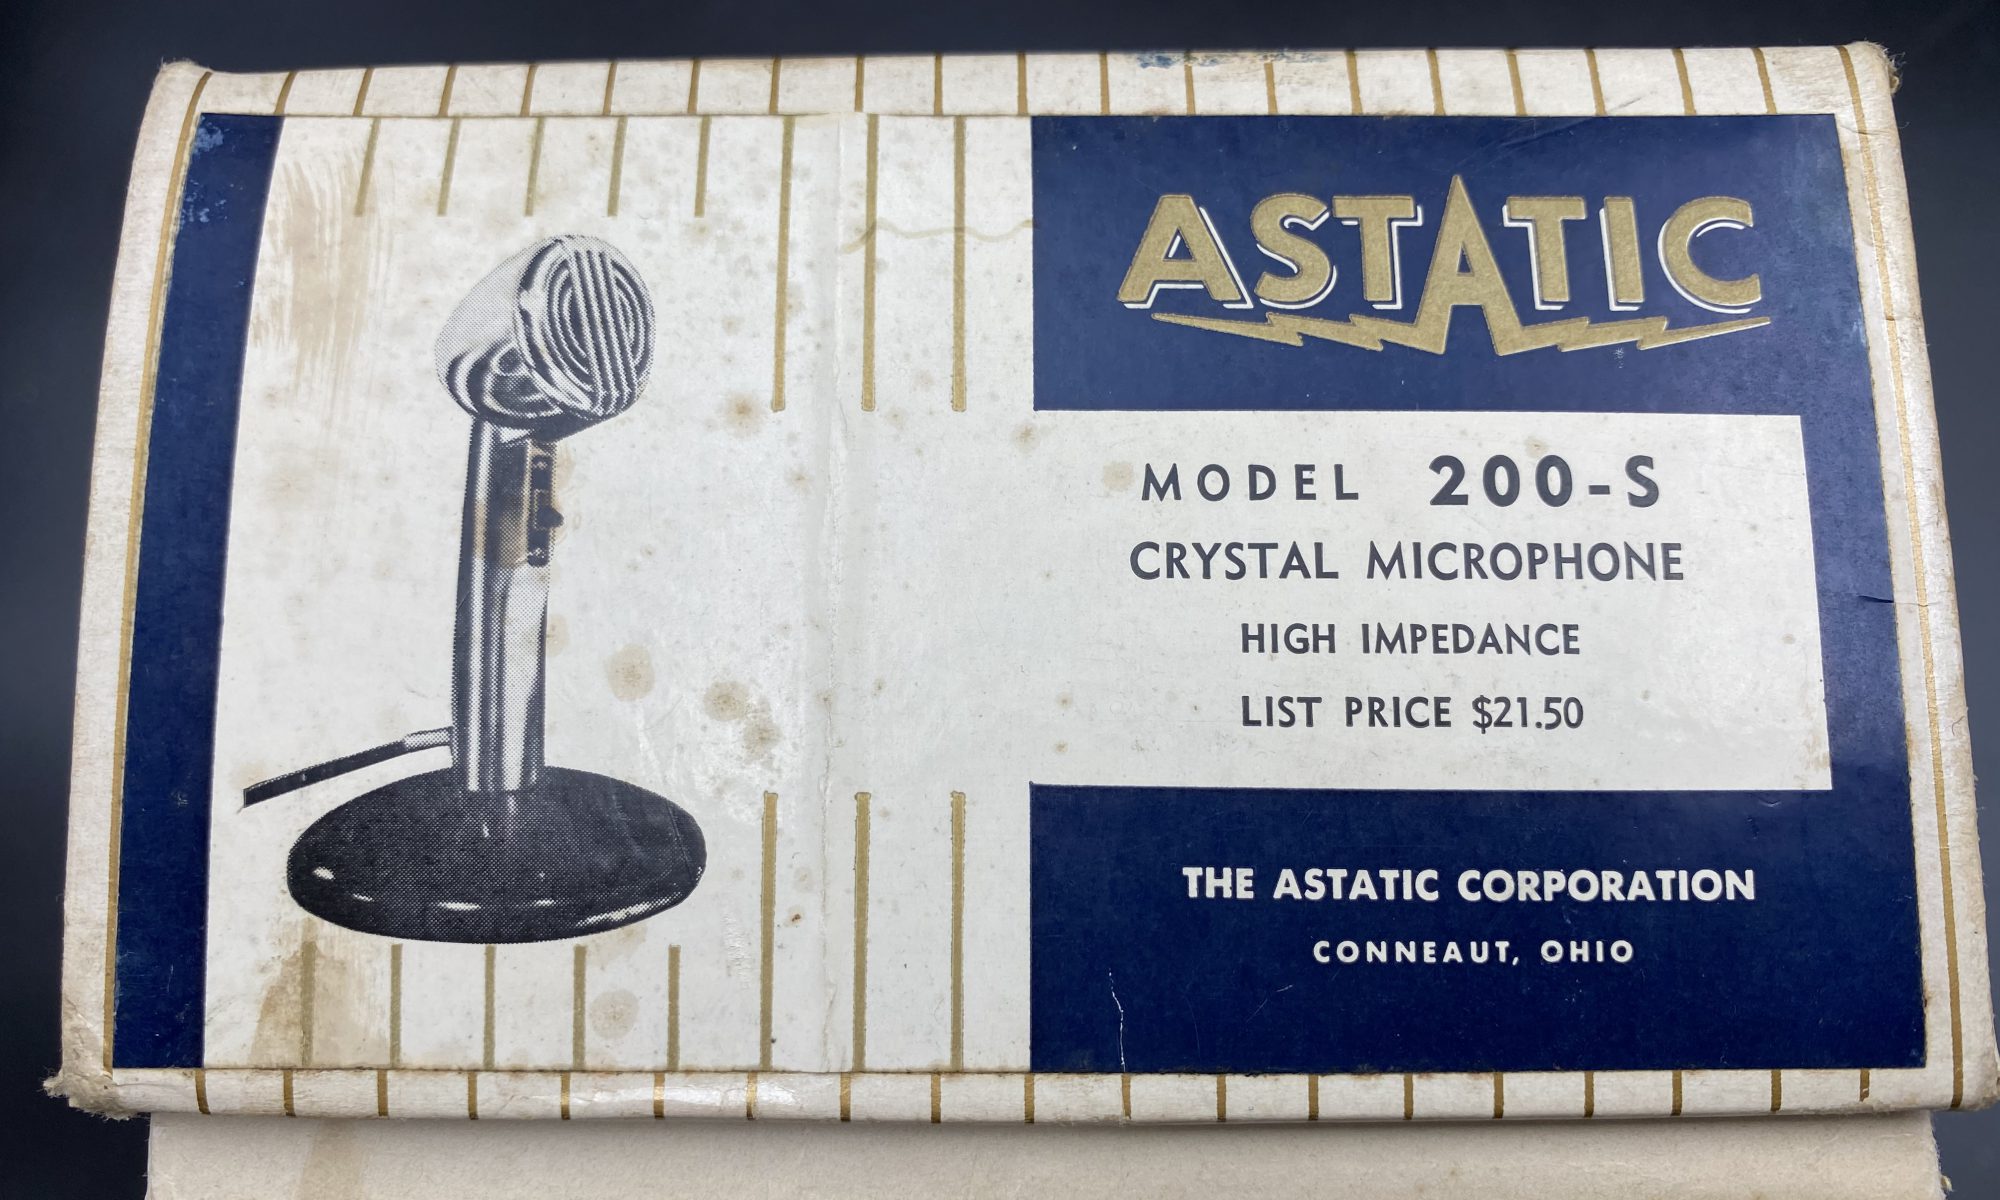 ASTATIC
MODEL 200-S
CRYSTAL MICROPHONE
HIGH IMPEDANCE
LIST PRICE $21.50
THE ASTATIC CORPORATION
CONNEAUT, OHIO